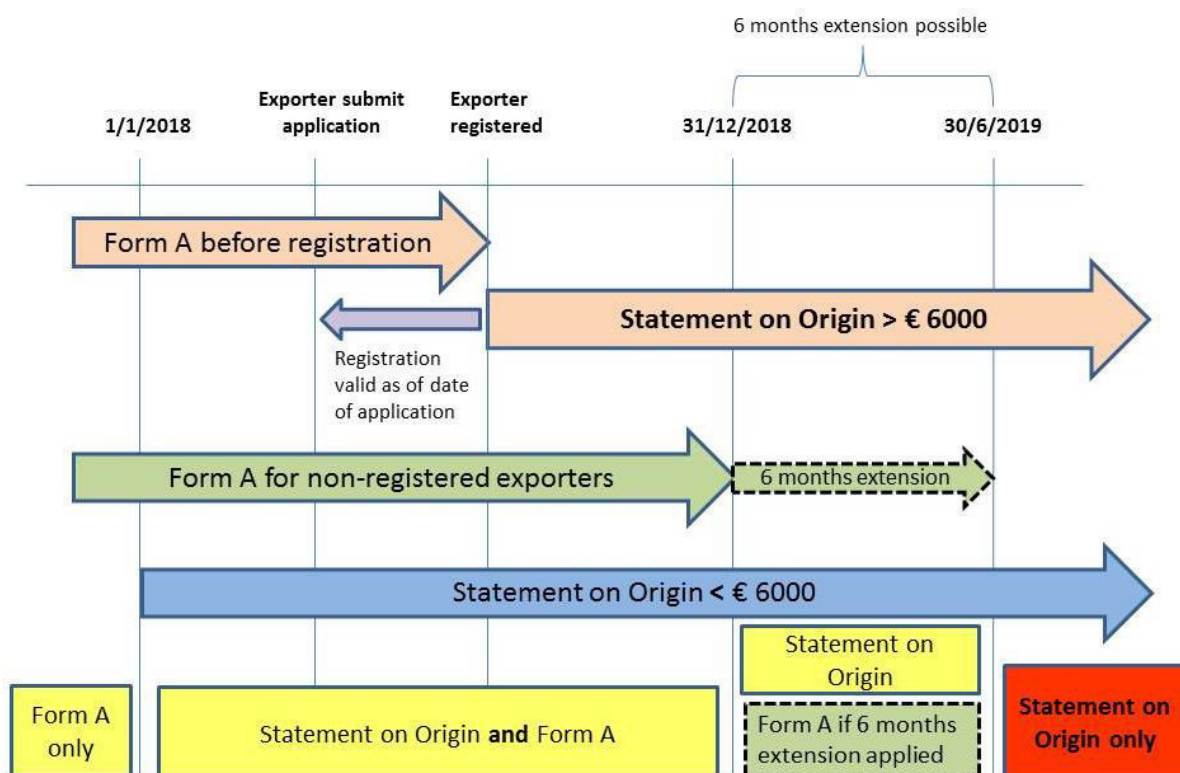 6 months extension possible
Exporter submit
application
Exporter
registered
1/1/2018
31/12/2018
30/6/2019
Form A before registration
Statement on Origin > € 6000
Registration
valid as of date
of application
Form A for non-registered exporters
6 months extension
Statement on Origin < € 6000
Statement on
Origin
Form A
only
Statement on Origin and Form A
Form A if 6 months
extension applied
Statement on
Origin only